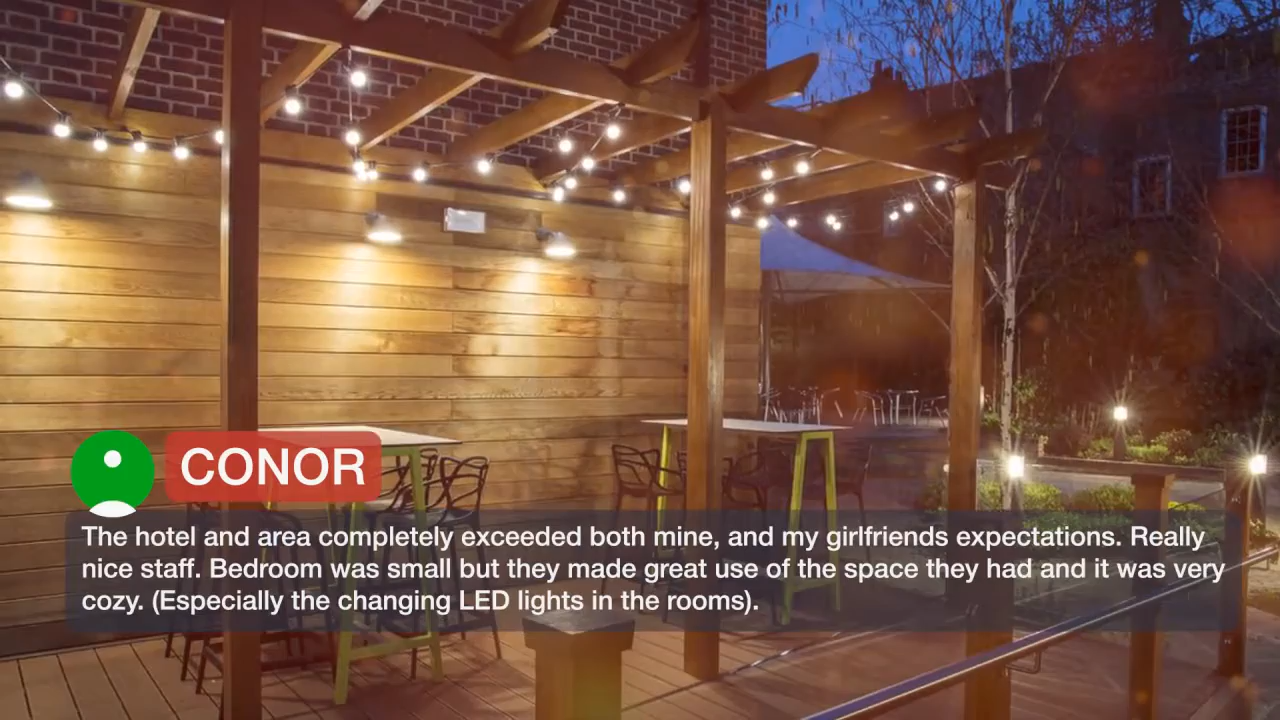 CONOR
The hotel and area completely exceeded both mine, and my girlfriends expectations. Really
nice staff. Bedroom was small but they made great use of the space they had and it was very
cozy. (Especially the changing LED lights in the rooms).